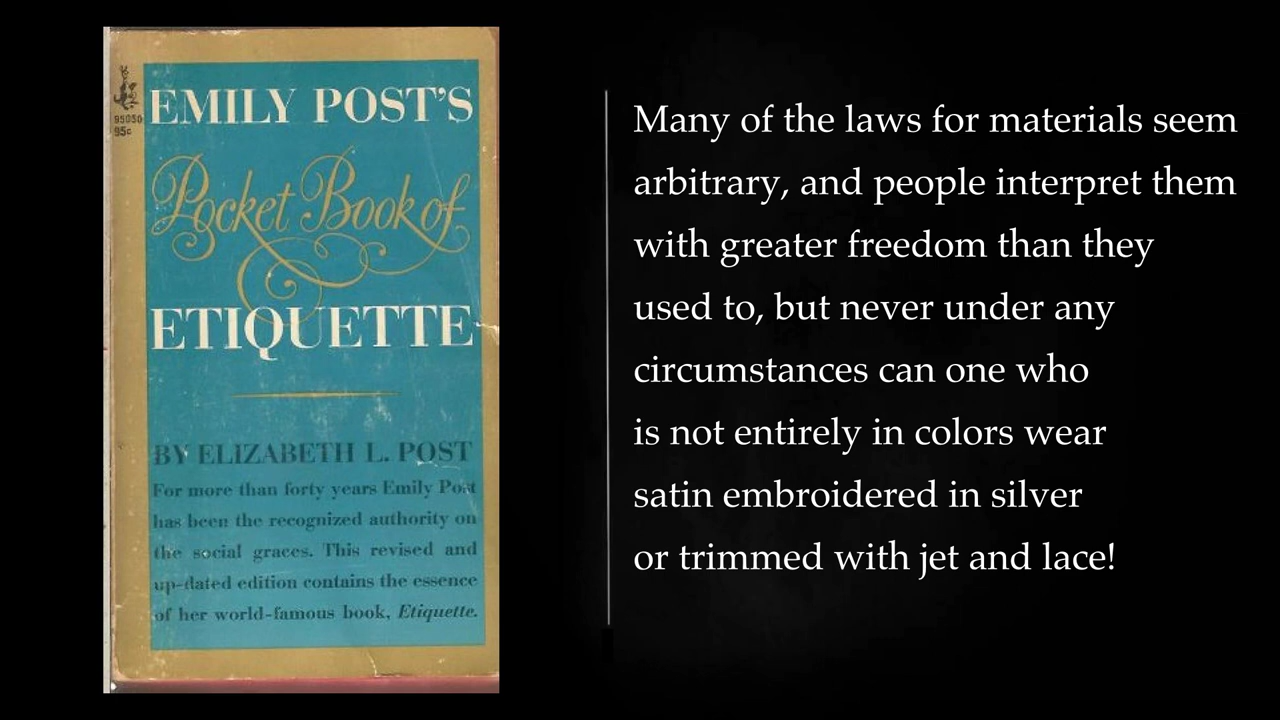 EMILY POST'S
Pocket Book of
ETIQUETTE
95050
95c
BY ELIZABETH L. POST
For more than forty years Emily Post
has been the recognized authority on
the social graces. This revised and
up-dated edition contains the essence
of her world-famous book, Etiquette.
Many of the laws for materials seem
arbitrary, and people interpret them
with greater freedom than they
used to, but never under any
circumstances can one who
is not entirely in colors wear
satin embroidered in silver
or trimmed with jet and lace!